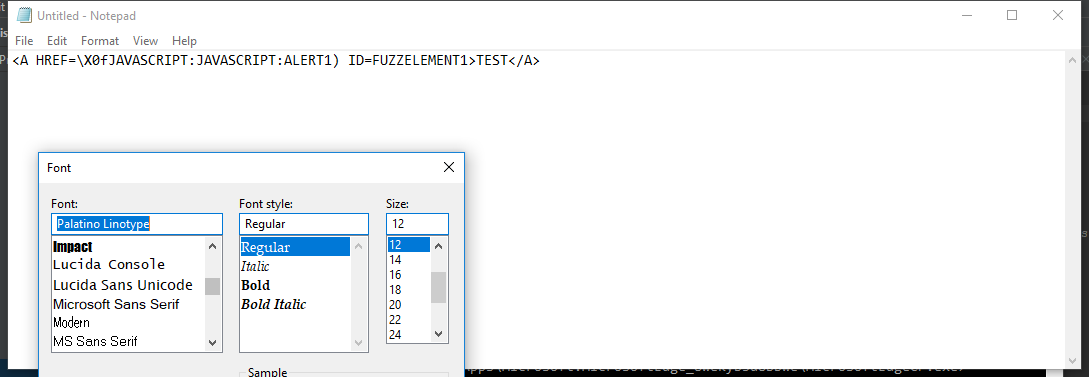 Untitled - Notepad
File Edit Format View Help
<A HREF=\X0fJAVASCRIPT:JAVASCRIPT:ALERT1) ID=FUZZELEMENT1>TEST</A>
Font
Font: Font style: Size:
Palatino Linotype Regular 12
Impact Regular 12
Lucida Console Italic 14
Lucida Sans Unicode Bold 16
Microsoft Sans Serif Bold Italic 18
Modern 20
MS Sans Serif 22
24
Sample